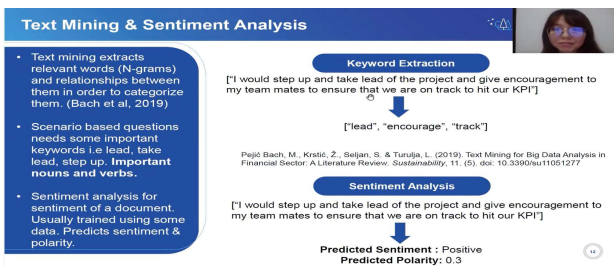 Text Mining & Sentiment Analysis
• Text mining extracts
relevant words (N-grams)
and relationships between
them in order to categorize
them. (Bach et al, 2019)
• Scenario based questions
needs some important
keywords i.e lead, take
lead, step up. Important
nouns and verbs.
• Sentiment analysis for
sentiment of a document.
Usually trained using some
data. Predicts sentiment &
polarity.
Keyword Extraction
["I would step up and take lead of the project and give encouragement to
my team mates to ensure that we are on track to hit our KPI"]
["lead", "encourage", "track"]
Pejić Bach, M., Krstić, Ž., Seljan, S. & Turulja, L. (2019). Text Mining for Big Data Analysis in
Financial Sector: A Literature Review. Sustainability, 11. (5). doi: 10.3390/su11051277
Sentiment Analysis
["I would step up and take lead of the project and give encouragement to
my team mates to ensure that we are on track to hit our KPI"]
Predicted Sentiment : Positive
Predicted Polarity: 0.3